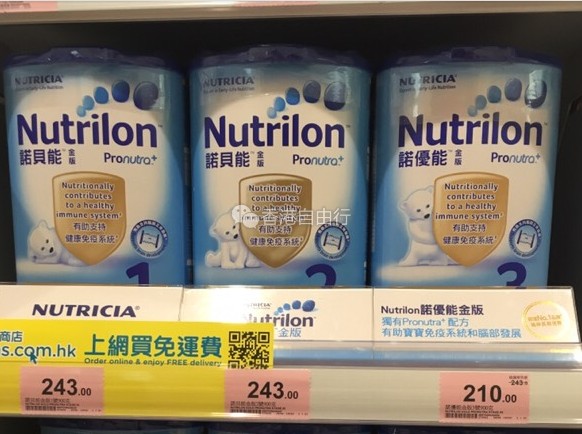 NUTRICIA
Nutrilon
諾貝能 金版
Pronutra+
Nutritionally
contributes
to a healthy
immune system
有助支持
健康免疫系統
1
NUTRICIA
Nutrilon
諾貝能 金版
Pronutra+
Nutritionally
contributes
有助支持
健康免疫系統
2
NUTRICIA
Nutrilon
諾優能 金版
Pronutra+
Nutritionally
contributes
to a healthy
immune system
有助支持
健康免疫系統
3
香港自由行
NUTRICIA
Nutrilon
金版
Nutrilon諾優能金版
獨有Pronutra+ 配方
有助寶寶免疫系統和腦部發展
商店
s.com.hk
上網買免運費
Order online & enjoy FREE delivery
243.00
243.00
243
210.00